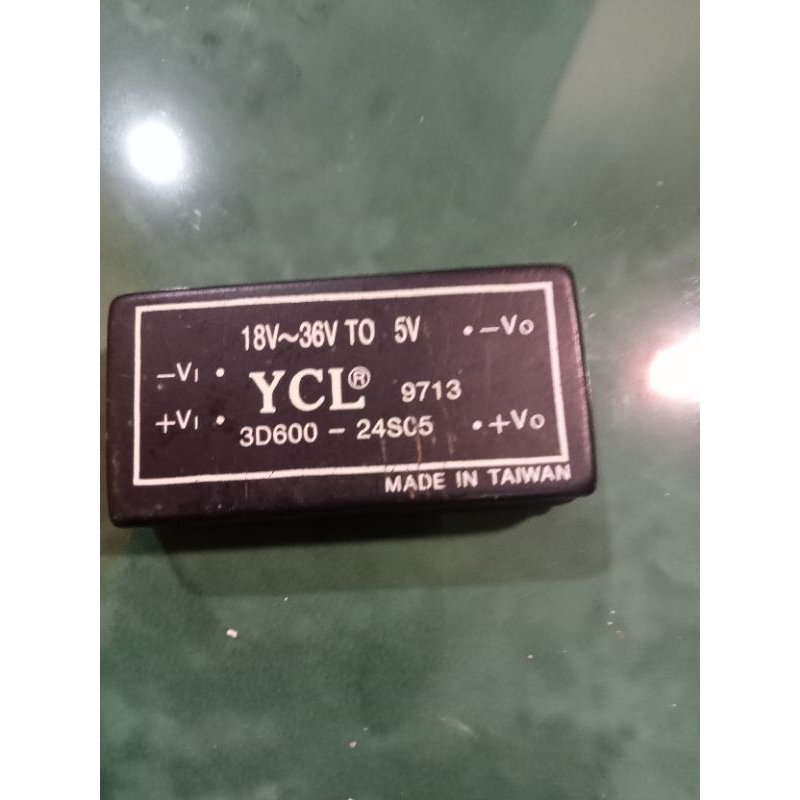 18V~36V TO 5V
-VI • •-Vo
YCL® 9713
+VI • •+Vo
3D600-24S05
MADE IN TAIWAN